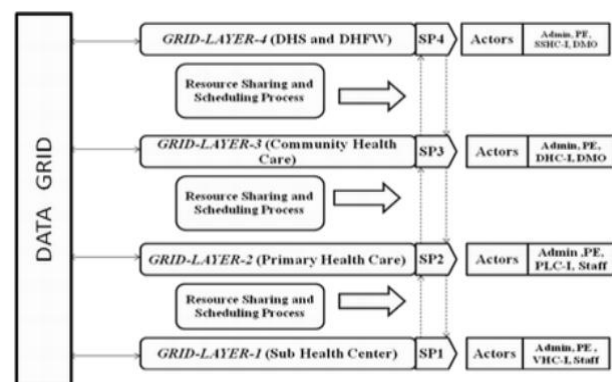 DATA GRID
GRID-LAYER-4 (DHS and DHFW)
SP4
Actors
Admin, PE,
SSHC-I, DMO
Resource Sharing and
Scheduling Process
GRID-LAYER-3 (Community Health
Care)
SP3
Actors
Admin, PE,
DHC-I, DMO
Resource Sharing and
Scheduling Process
GRID-LAYER-2 (Primary Health Care)
SP2
Actors
Admin ,PE,
PLC-I, Staff
Resource Sharing and
Scheduling Process
GRID-LAYER-1 (Sub Health Center)
SP1
Actors
Admin, PE,
VHC-I, Staff